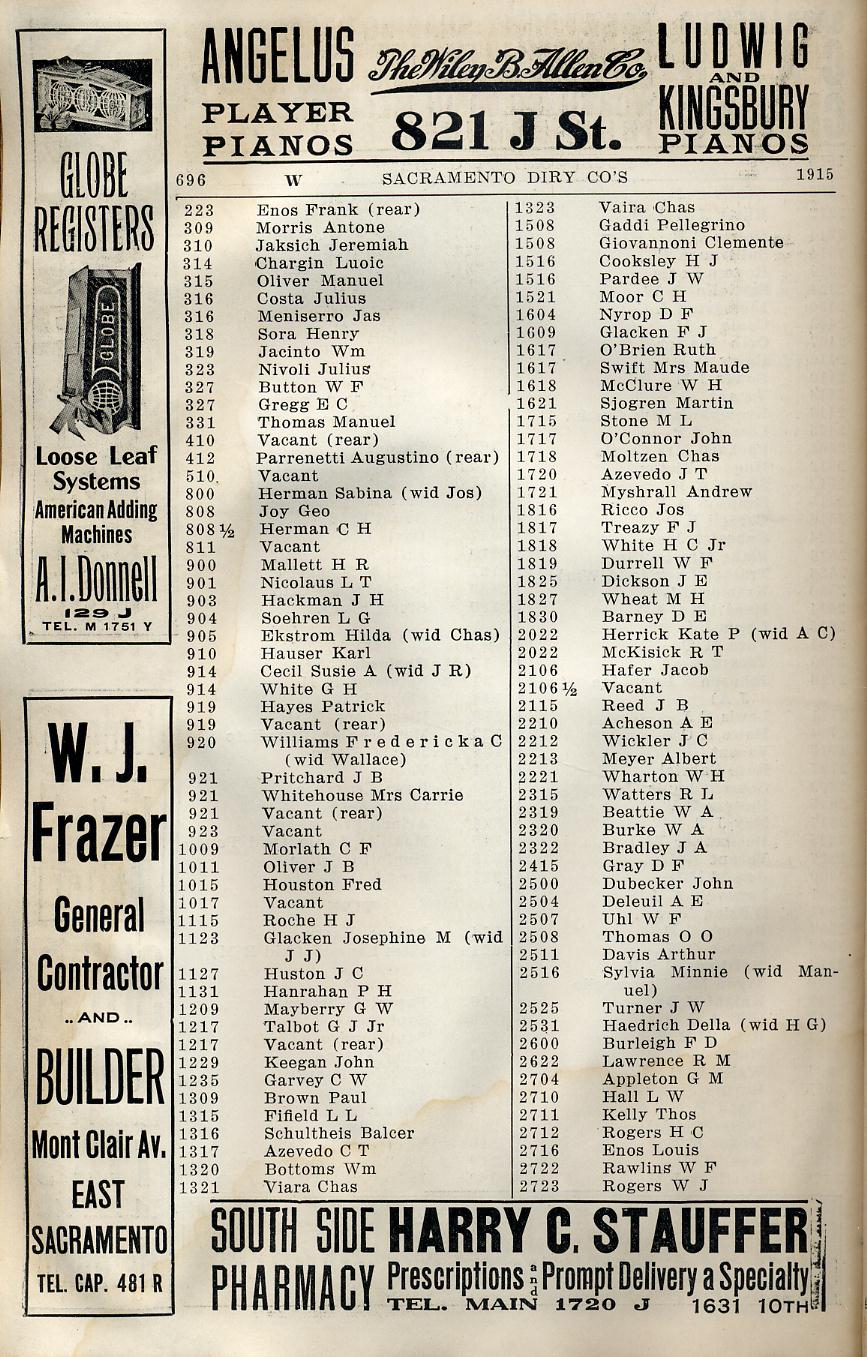 ANGELUS
PLAYER
PIANOS
The Wiley B. Allen Co.
821 J St.
LUDWIG
AND
KINGSBURY
PIANOS
GLOBE
REGISTERS
GLOBE
Loose Leaf
Systems
American Adding
Machines
A.I. Donnell
129 J
TEL. M 1751 Y
W. J.
Frazer
General
Contractor
.. AND ..
BUILDER
Mont Clair Av.
EAST
SACRAMENTO
TEL. CAP. 481 R
696 W SACRAMENTO DIRY CO'S 1915
223 Enos Frank (rear)
309 Morris Antone
310 Jaksich Jeremiah
314 Chargin Luoic
315 Oliver Manuel
316 Costa Julius
316 Meniserro Jas
318 Sora Henry
319 Jacinto Wm
323 Nivoli Julius
327 Button W F
327 Gregg E C
331 Thomas Manuel
410 Vacant (rear)
412 Parrenetti Augustino (rear)
510 Vacant
800 Herman Sabina (wid Jos)
808 Joy Geo
808½ Herman C H
811 Vacant
900 Mallett H R
901 Nicolaus L T
903 Hackman J H
904 Soehren L G
905 Ekstrom Hilda (wid Chas)
910 Hauser Karl
914 Cecil Susie A (wid J R)
914 White G H
919 Hayes Patrick
919 Vacant (rear)
920 Williams Fredericka C
(wid Wallace)
921 Pritchard J B
921 Whitehouse Mrs Carrie
921 Vacant (rear)
923 Vacant
1009 Morlath C F
1011 Oliver J B
1015 Houston Fred
1017 Vacant
1115 Roche H J
1123 Glacken Josephine M (wid
J J)
1127 Huston J C
1131 Hanrahan P H
1209 Mayberry G W
1217 Talbot G J Jr
1217 Vacant (rear)
1229 Keegan John
1235 Garvey C W
1309 Brown Paul
1315 Fifield L L
1316 Schultheis Balcer
1317 Azevedo C T
1320 Bottoms Wm
1321 Viara Chas
1323 Vaira Chas
1508 Gaddi Pellegrino
1508 Giovannoni Clemente
1516 Cooksley H J
1516 Pardee J W
1521 Moor C H
1604 Nyrop D F
1609 Glacken F J
1617 O'Brien Ruth
1617 Swift Mrs Maude
1618 McClure W H
1621 Sjogren Martin
1715 Stone M L
1717 O'Connor John
1718 Moltzen Chas
1720 Azevedo J T
1721 Myshrall Andrew
1816 Ricco Jos
1817 Treazy F J
1818 White H C Jr
1819 Durrell W F
1825 Dickson J E
1827 Wheat M H
1830 Barney D E
2022 Herrick Kate P (wid A C)
2022 McKisick R T
2106 Hafer Jacob
2106½ Vacant
2115 Reed J B
2210 Acheson A E
2212 Wickler J C
2213 Meyer Albert
2221 Wharton W H
2315 Watters R L
2319 Beattie W A
2320 Burke W A
2322 Bradley J A
2415 Gray D F
2500 Dubecker John
2504 Deleuil A E
2507 Uhl W F
2508 Thomas O O
2511 Davis Arthur
2516 Sylvia Minnie (wid Man-
uel)
2525 Turner J W
2531 Haedrich Della (wid H G)
2600 Burleigh F D
2622 Lawrence R M
2704 Appleton G M
2710 Hall L W
2711 Kelly Thos
2712 Rogers H C
2716 Enos Louis
2722 Rawlins W F
2723 Rogers W J
SOUTH SIDE
PHARMACY
HARRY C. STAUFFER
Prescriptions and Prompt Delivery a Specialty
TEL. MAIN 1720 J 1631 10TH